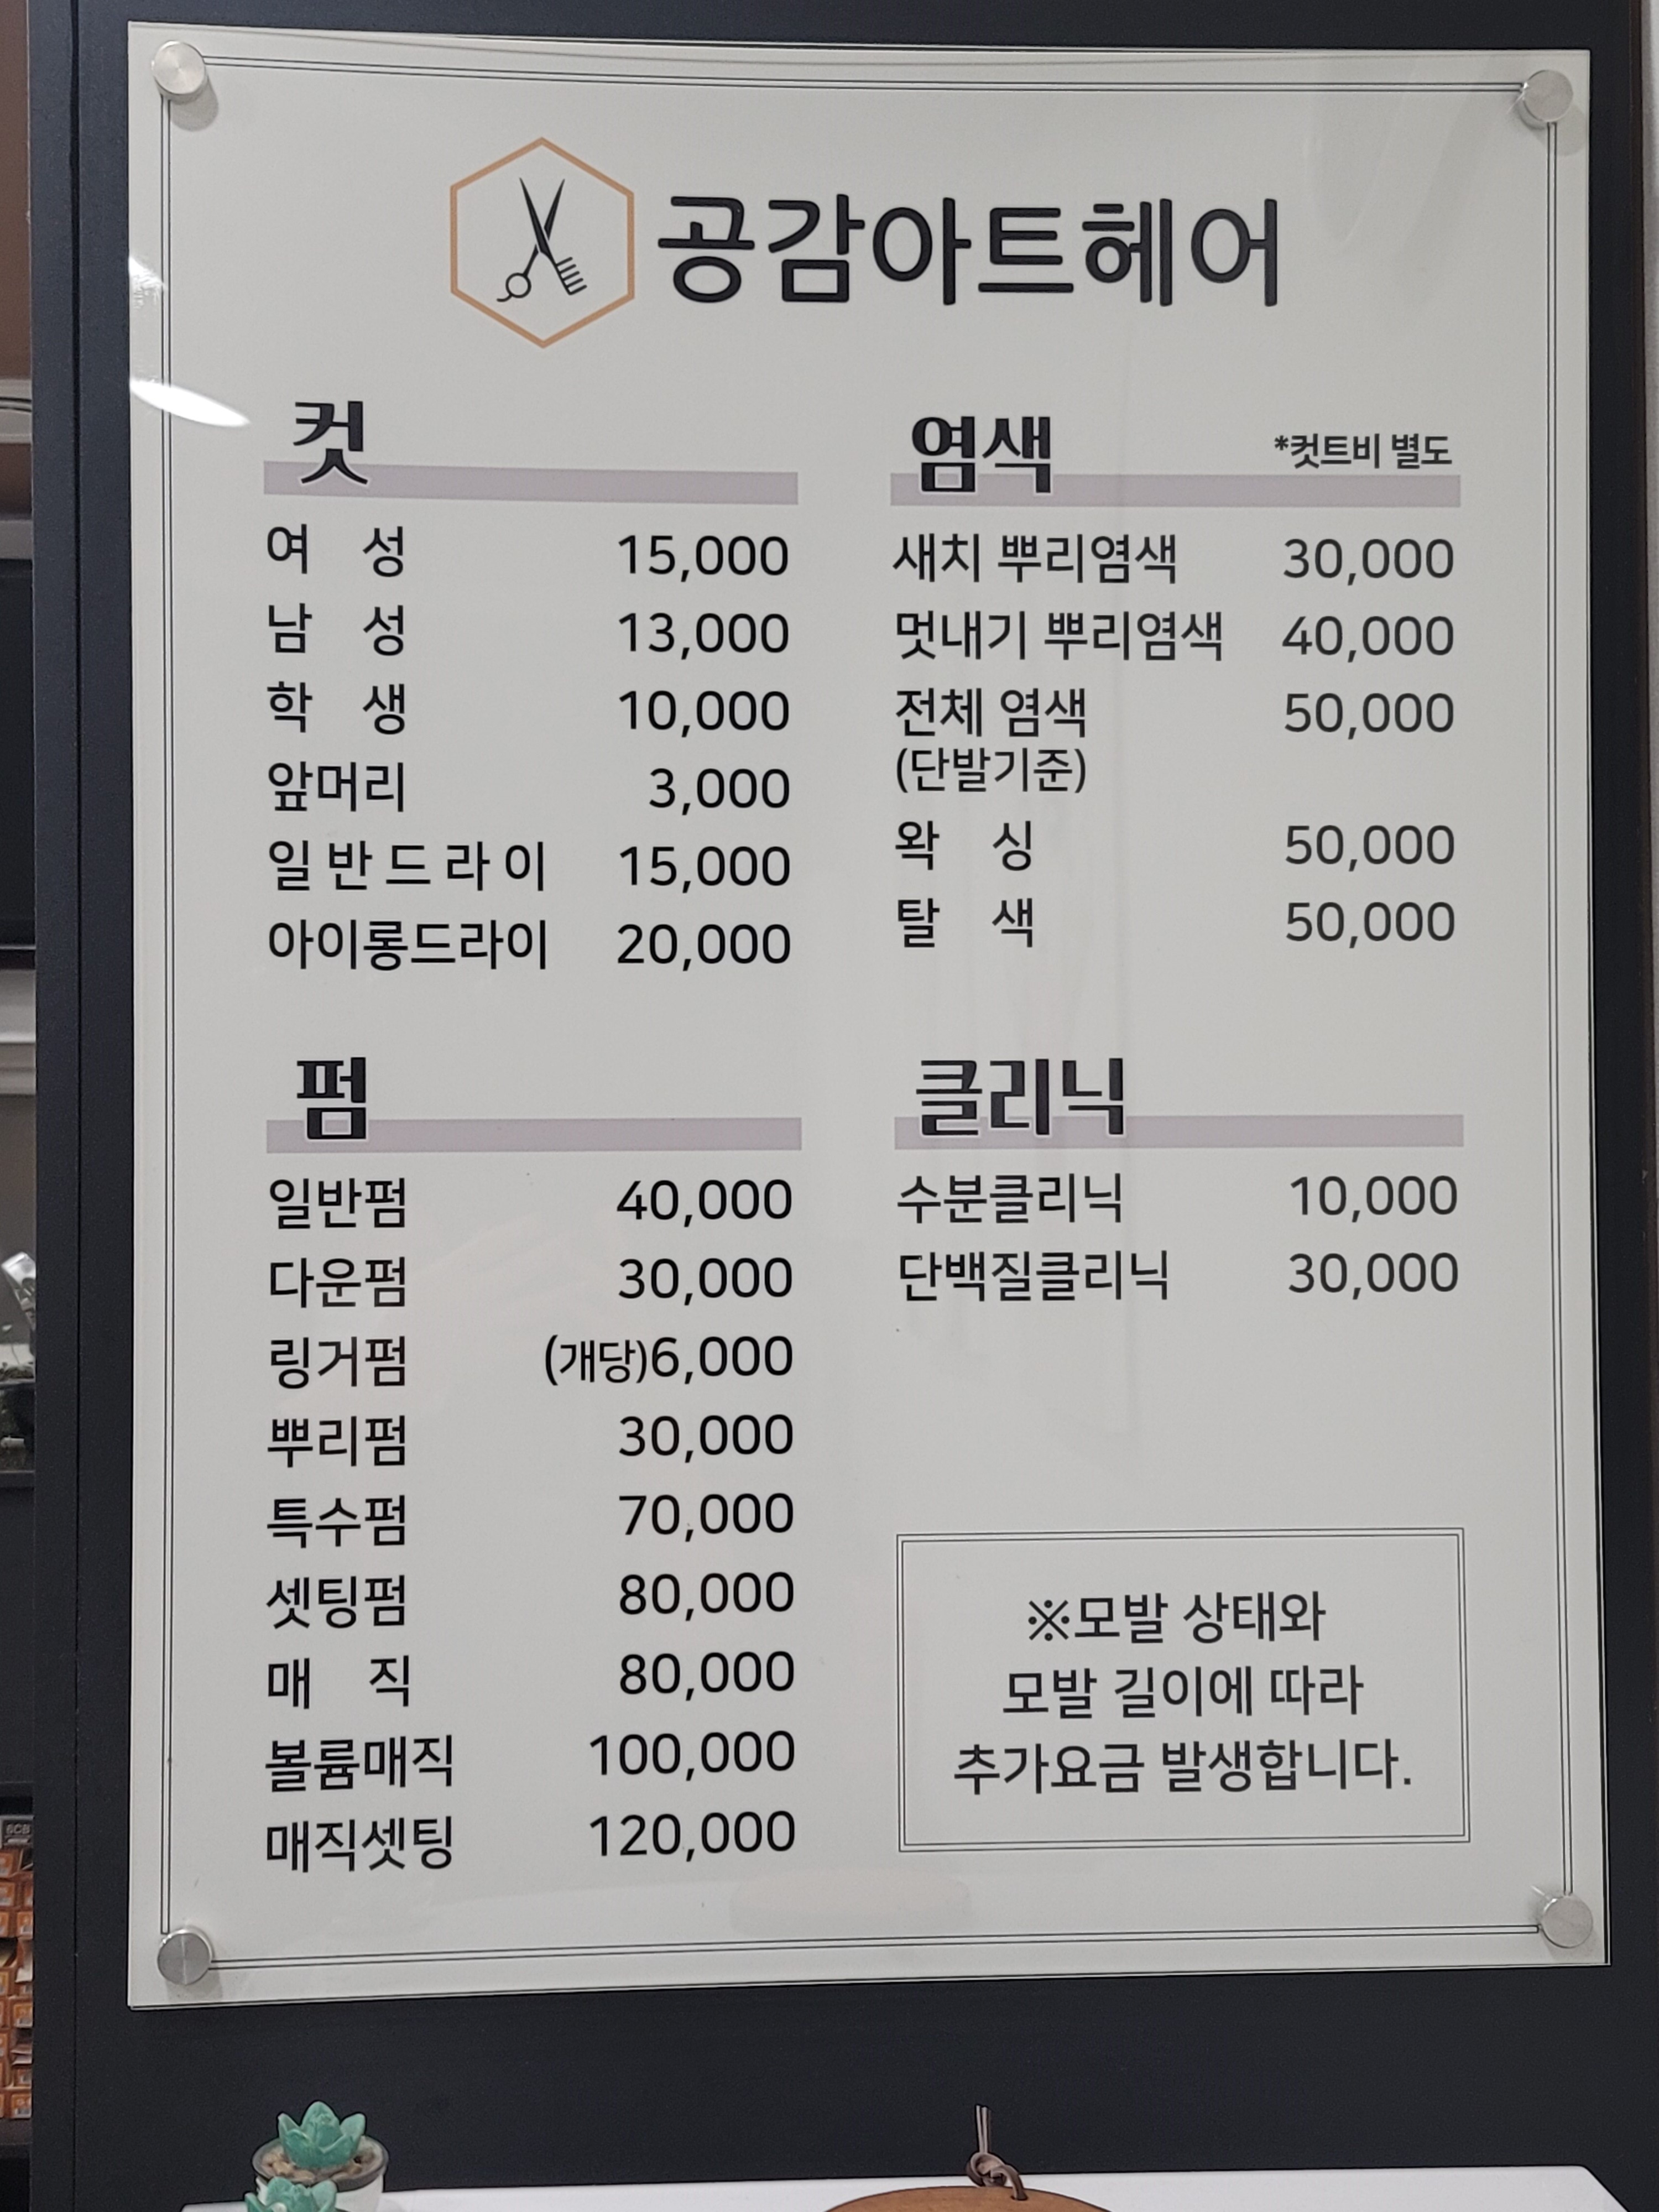 공감아트헤어
컷
여 성 15,000
남 성 13,000
학 생 10,000
앞머리 3,000
일반드라이 15,000
아이롱드라이 20,000
염색 *컷트비 별도
새치 뿌리염색 30,000
멋내기 뿌리염색 40,000
전체 염색 50,000
(단발기준)
왁 싱 50,000
탈 색 50,000
펌
일반펌 40,000
다운펌 30,000
링거펌 (개당)6,000
뿌리펌 30,000
특수펌 70,000
셋팅펌 80,000
매 직 80,000
볼륨매직 100,000
매직셋팅 120,000
클리닉
수분클리닉 10,000
단백질클리닉 30,000
※모발 상태와
모발 길이에 따라
추가요금 발생합니다.